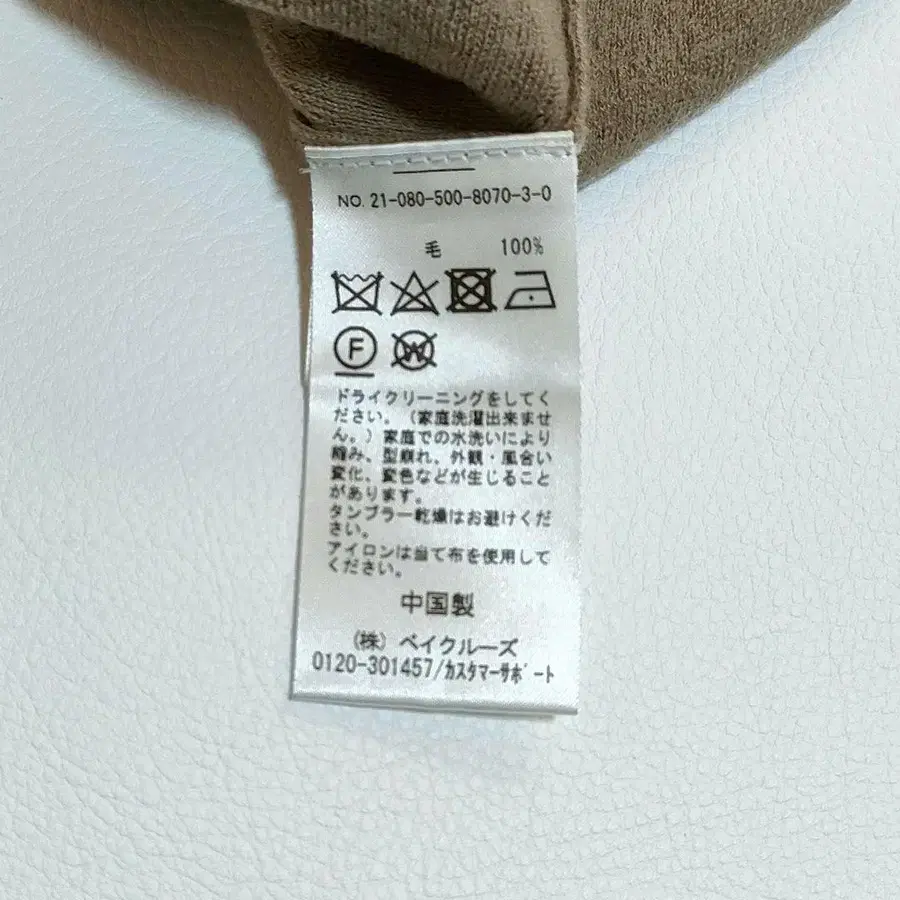 NO. 21-080-500-8070-3-0
毛 100%
F W
ドライクリーニングをしてく
ださい。(家庭洗濯出来ませ
ん。)家庭での水洗いにより
縮み、型崩れ、外観・風合い
変化、変色などが生じること
があります。
タンブラー乾燥はお避けくだ
さい。
アイロンは当て布を使用して
ください。
中国製
(株) ベイクルーズ
0120-301457/カスタマーサポート